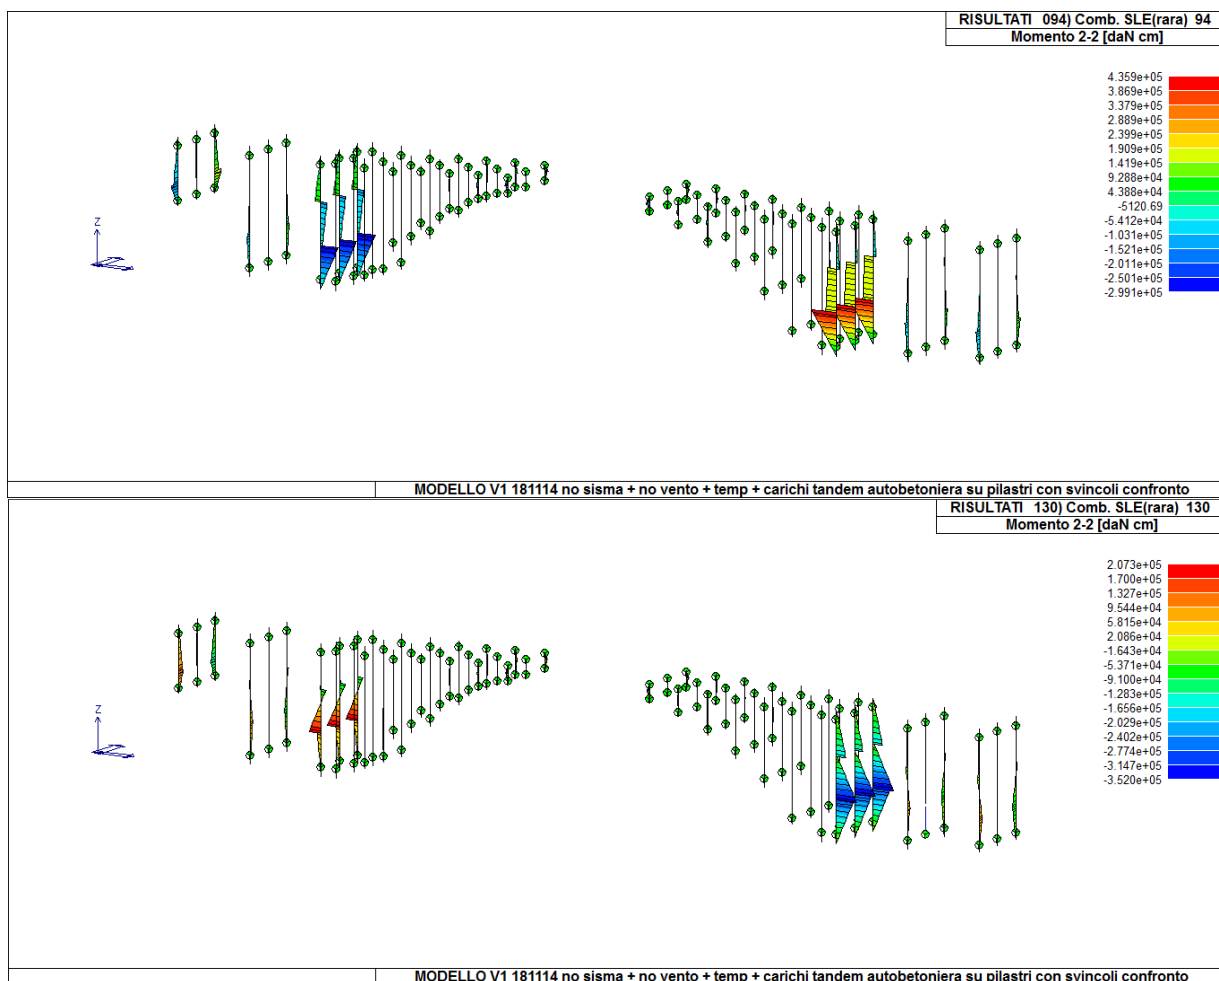 RISULTATI 094) Comb. SLE(rara) 94
Momento 2-2 [daN cm]
4.359e+05
3.869e+05
3.379e+05
2.889e+05
2.399e+05
1.909e+05
1.419e+05
9.288e+04
4.388e+04
-5120.69
-5.412e+04
-1.031e+05
-1.521e+05
-2.011e+05
-2.501e+05
-2.991e+05
Z
MODELLO V1 181114 no sisma + no vento + temp + carichi tandem autobetoniera su pilastri con svincoli confronto
RISULTATI 130) Comb. SLE(rara) 130
Momento 2-2 [daN cm]
2.073e+05
1.700e+05
1.327e+05
9.544e+04
5.815e+04
2.086e+04
-1.643e+04
-5.371e+04
-9.100e+04
-1.283e+05
-1.656e+05
-2.029e+05
-2.402e+05
-2.774e+05
-3.147e+05
-3.520e+05
Z
MODELLO V1 181114 no sisma + no vento + temp + carichi tandem autobetoniera su pilastri con svincoli confronto